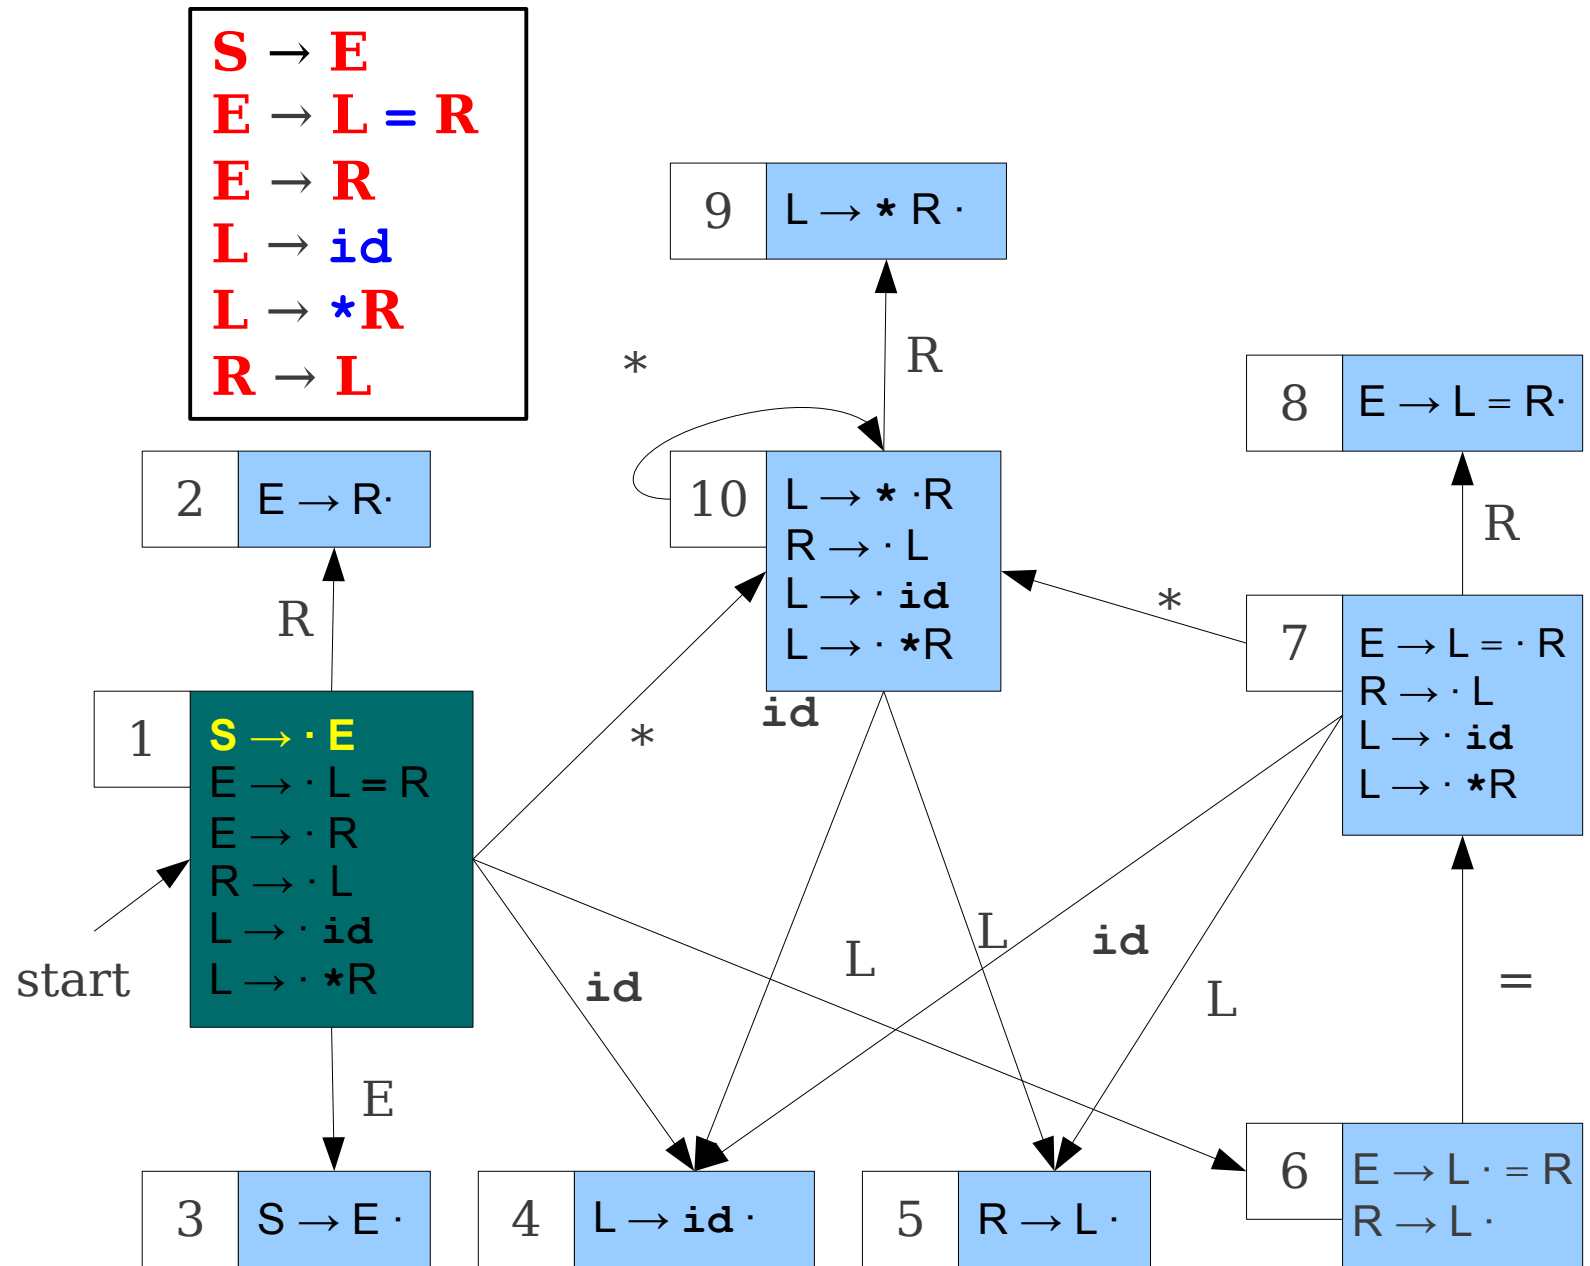 S → E
E → L = R
E → R
L → id
L → *R
R → L
9
L → * R ·
*
R
8
E → L = R·
2
E → R·
10
L → * ·R
R → · L
L → · id
L → · *R
R
R
*
7
E → L = · R
R → · L
L → · id
L → · *R
1
S → · E
E → · L = R
E → · R
R → · L
L → · id
L → · *R
*
id
start
id
L
L
id
L
=
E
3
S → E ·
4
L → id ·
5
R → L ·
6
E → L · = R
R → L ·